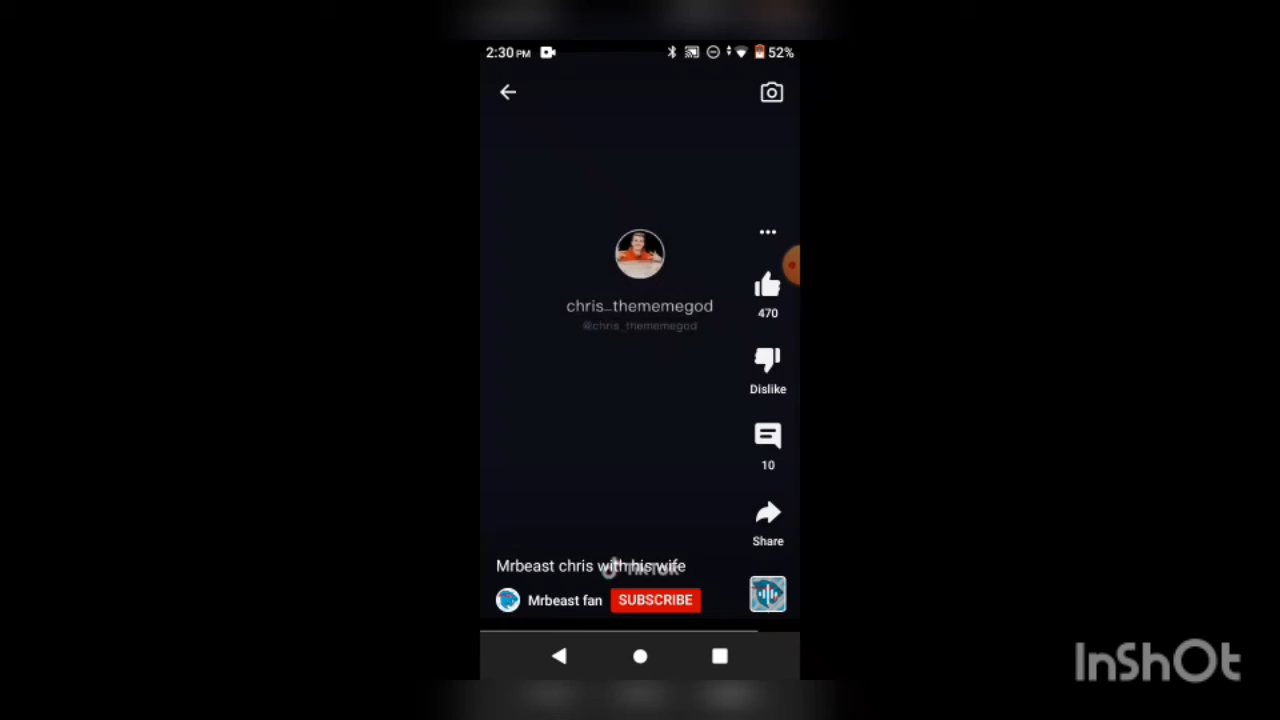 2:30 PM
52%
chris_thememegod
@chris_thememegod
470
Dislike
10
Share
Mrbeast chris with his wife
TikTok
Mrbeast fan
SUBSCRIBE
InShOt